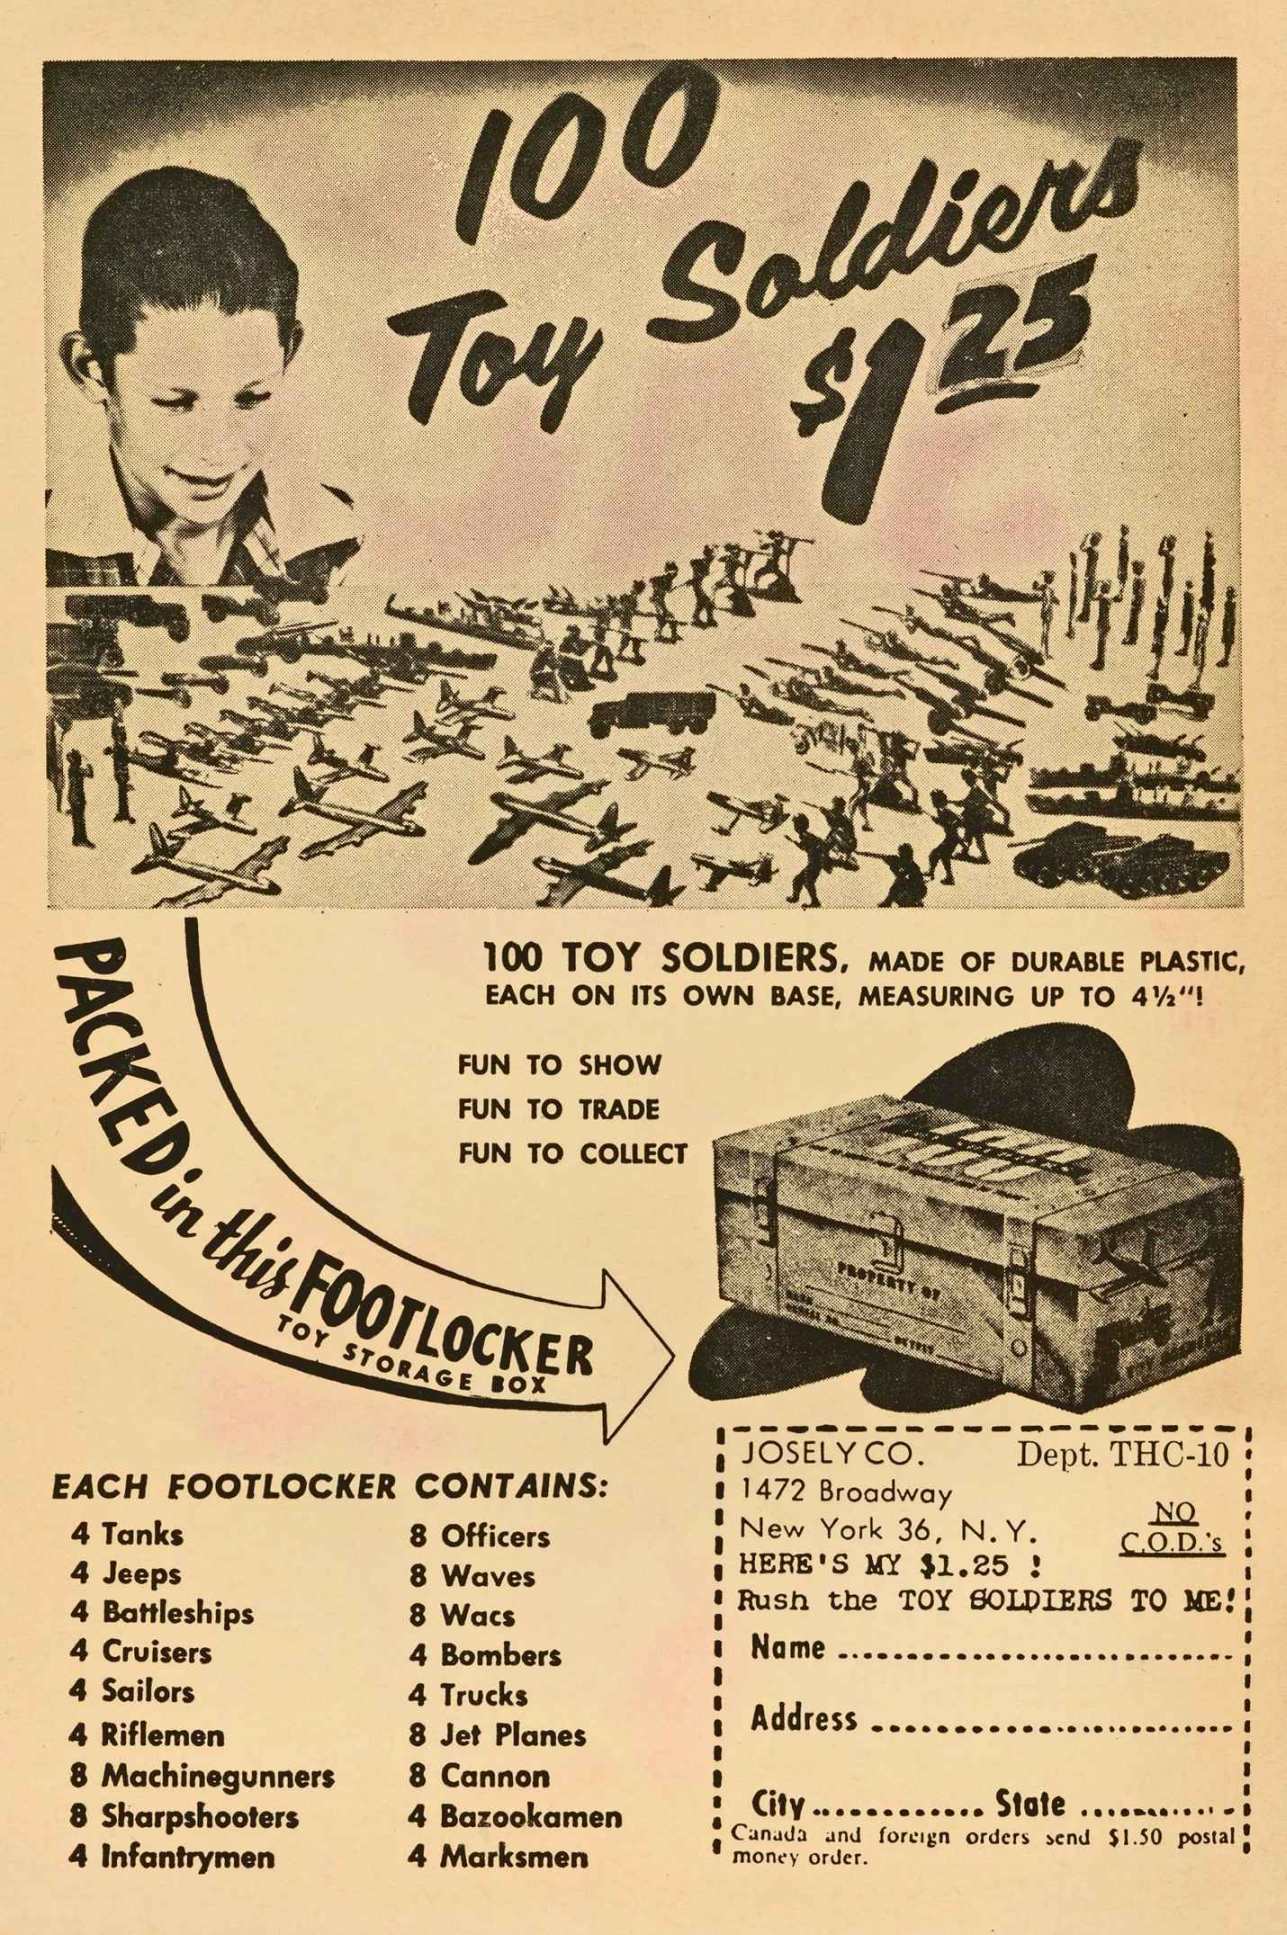 100
Toy Soldiers
$1 25
100 TOY SOLDIERS, MADE OF DURABLE PLASTIC,
EACH ON ITS OWN BASE, MEASURING UP TO 4½"!
FUN TO SHOW
FUN TO TRADE
FUN TO COLLECT
PACKED in this FOOTLOCKER
TOY STORAGE BOX
100
PROPERTY OF
EACH FOOTLOCKER CONTAINS:
4 Tanks
4 Jeeps
4 Battleships
4 Cruisers
4 Sailors
4 Riflemen
8 Machinegunners
8 Sharpshooters
4 Infantrymen
8 Officers
8 Waves
8 Wacs
4 Bombers
4 Trucks
8 Jet Planes
8 Cannon
4 Bazookamen
4 Marksmen
JOSELY CO. Dept. THC-10
1472 Broadway
New York 36, N. Y.
NO
C.O.D.'s
HERE'S MY $1.25 !
Rush the TOY SOLDIERS TO ME!
Name
Address
City State
Canada and foreign orders send $1.50 postal
money order.